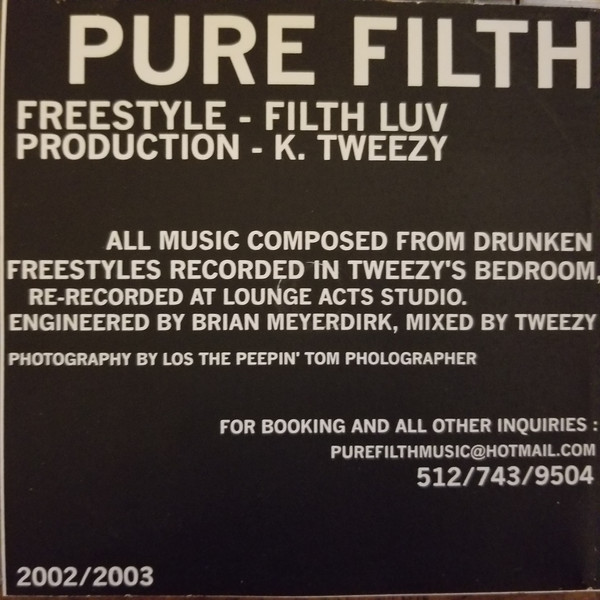 PURE FILTH
FREESTYLE - FILTH LUV
PRODUCTION - K. TWEEZY
ALL MUSIC COMPOSED FROM DRUNKEN
FREESTYLES RECORDED IN TWEEZY'S BEDROOM,
RE-RECORDED AT LOUNGE ACTS STUDIO.
ENGINEERED BY BRIAN MEYERDIRK, MIXED BY TWEEZY
PHOTOGRAPHY BY LOS THE PEEPIN' TOM PHOLOGRAPHER
FOR BOOKING AND ALL OTHER INQUIRIES :
PUREFILTHMUSIC@HOTMAIL.COM
512/743/9504
2002/2003